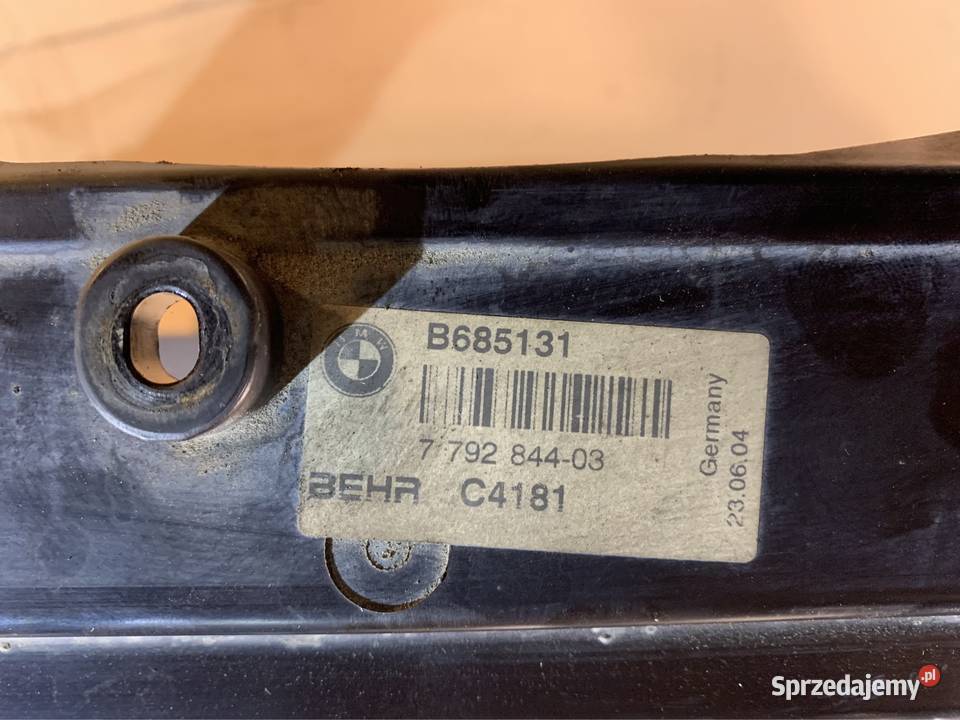 BMW
B685131
7 792 844-03
BEHR C4181
Germany
23.06.04
Sprzedajemy.pl